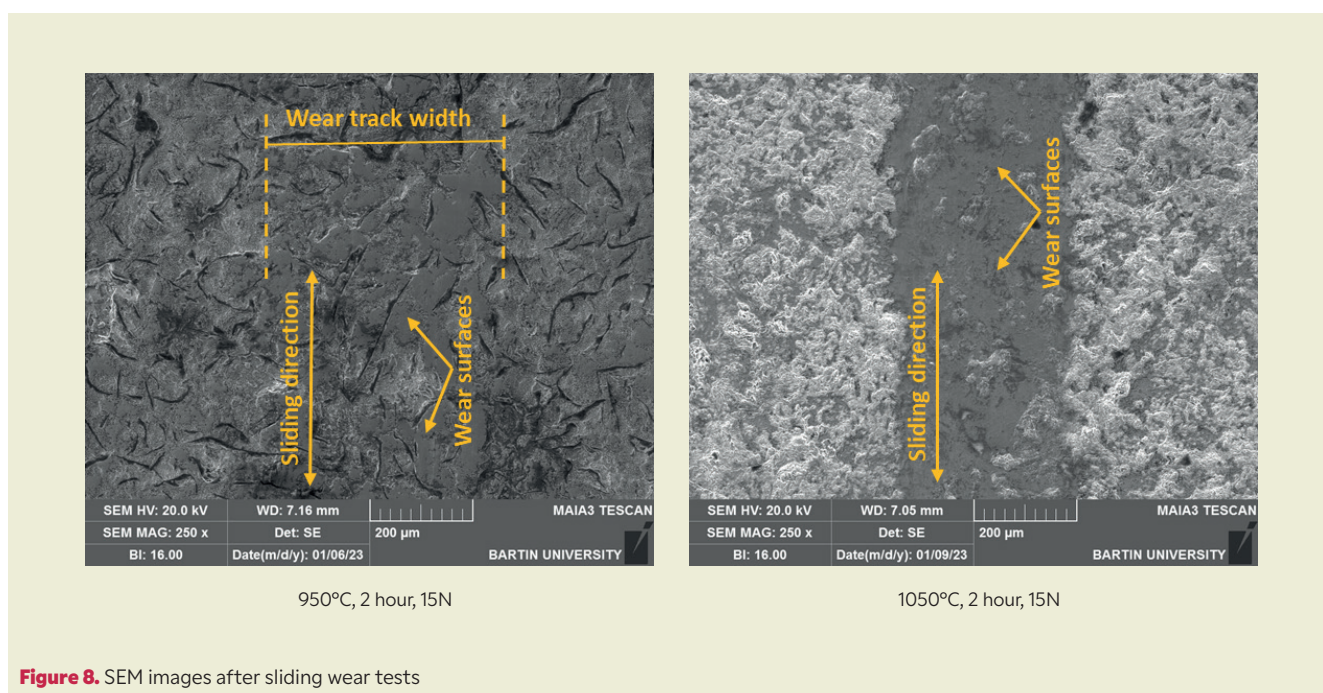 Wear track width
Sliding direction
Wear surfaces
SEM HV: 20.0 kV WD: 7.16 mm MAIA3 TESCAN
SEM MAG: 250 x Det: SE 200 µm
BI: 16.00 Date(m/d/y): 01/06/23 BARTIN UNIVERSITY
950°C, 2 hour, 15N
Wear surfaces
Sliding direction
SEM HV: 20.0 kV WD: 7.05 mm MAIA3 TESCAN
SEM MAG: 250 x Det: SE 200 µm
BI: 16.00 Date(m/d/y): 01/09/23 BARTIN UNIVERSITY
1050°C, 2 hour, 15N
Figure 8. SEM images after sliding wear tests